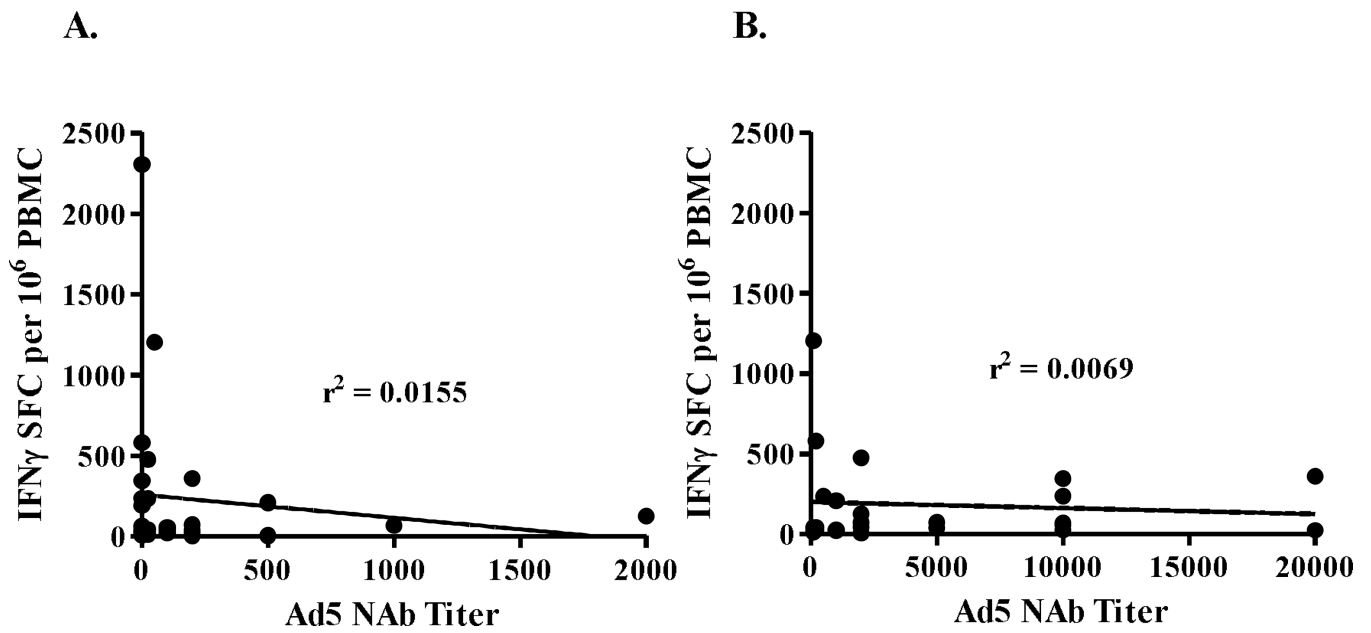 A.
IFNγ SFC per 10⁶ PBMC
2500
2000
1500
1000
500
0
r² = 0.0155
0 500 1000 1500 2000
Ad5 NAb Titer
B.
IFNγ SFC per 10⁶ PBMC
2500
2000
1500
1000
500
0
r² = 0.0069
0 5000 10000 15000 20000
Ad5 NAb Titer